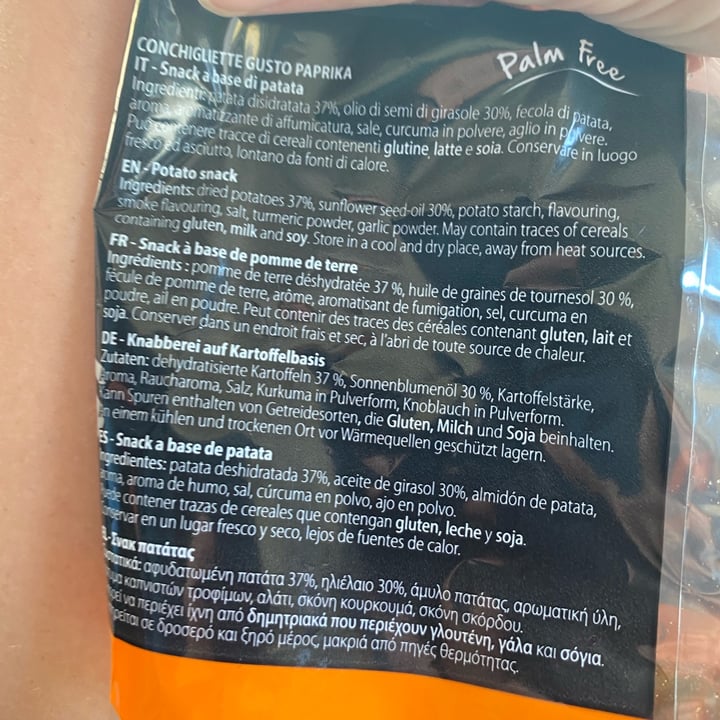 Palm Free
CONCHIGLIETTE GUSTO PAPRIKA
IT - Snack a base di patata
Ingredienti: patata disidratata 37%, olio di semi di girasole 30%, fecola di patata,
aroma, aromatizzante di affumicatura, sale, curcuma in polvere, aglio in polvere.
Può contenere tracce di cereali contenenti glutine, latte e soia. Conservare in luogo
fresco ed asciutto, lontano da fonti di calore.
EN - Potato snack
Ingredients: dried potatoes 37%, sunflower seed-oil 30%, potato starch, flavouring,
smoke flavouring, salt, turmeric powder, garlic powder. May contain traces of cereals
containing gluten, milk and soy. Store in a cool and dry place, away from heat sources.
FR - Snack à base de pomme de terre
Ingrédients : pomme de terre déshydratée 37 %, huile de graines de tournesol 30 %,
fécule de pomme de terre, arôme, aromatisant de fumigation, sel, curcuma en
poudre, ail en poudre. Peut contenir des traces des céréales contenant gluten, lait et
soja. Conserver dans un endroit frais et sec, à l'abri de toute source de chaleur.
DE - Knabberei auf Kartoffelbasis
Zutaten: dehydratisierte Kartoffeln 37 %, Sonnenblumenöl 30 %, Kartoffelstärke,
Aroma, Raucharoma, Salz, Kurkuma in Pulverform, Knoblauch in Pulverform.
Kann Spuren enthalten von Getreidesorten, die Gluten, Milch und Soja beinhalten.
In einem kühlen und trockenen Ort vor Wärmequellen geschützt lagern.
ES - Snack a base de patata
Ingredientes: patata deshidratada 37%, aceite de girasol 30%, almidón de patata,
aroma de humo, sal, cúrcuma en polvo, ajo en polvo.
contener trazas de cereales que contengan gluten, leche y soja.
en un lugar fresco y seco, lejos de fuentes de calor.
Σνακ πατάτας
αφυδατωμένη πατάτα 37%, ηλιέλαιο 30%, άμυλο πατάτας, αρωματική ύλη,
καπνιστών τροφίμων, αλάτι, σκόνη κουρκουμά, σκόνη σκόρδου.
να περιέχει ίχνη από δημητριακά που περιέχουν γλουτένη, γάλα και σόγια.
σε δροσερό και ξηρό μέρος, μακριά από πηγές θερμότητας.